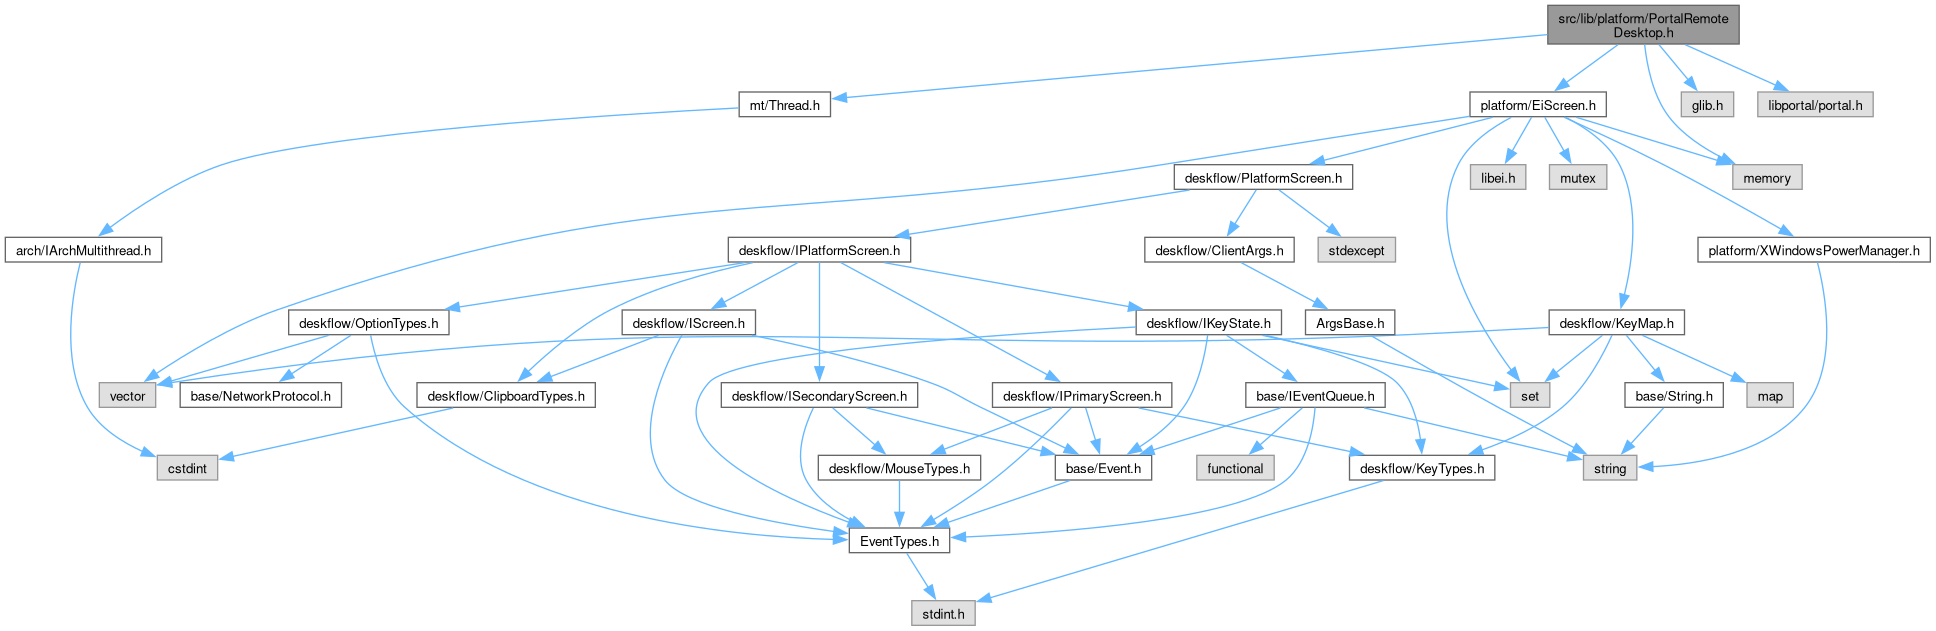 src/lib/platform/PortalRemote
Desktop.h
mt/Thread.h
platform/EiScreen.h
glib.h
libportal/portal.h
deskflow/PlatformScreen.h
libei.h
mutex
memory
arch/IArchMultithread.h
deskflow/IPlatformScreen.h
deskflow/ClientArgs.h
stdexcept
platform/XWindowsPowerManager.h
deskflow/OptionTypes.h
deskflow/IScreen.h
deskflow/IKeyState.h
ArgsBase.h
deskflow/KeyMap.h
vector
base/NetworkProtocol.h
deskflow/ClipboardTypes.h
deskflow/ISecondaryScreen.h
deskflow/IPrimaryScreen.h
base/IEventQueue.h
set
base/String.h
map
cstdint
deskflow/MouseTypes.h
base/Event.h
functional
deskflow/KeyTypes.h
string
EventTypes.h
stdint.h